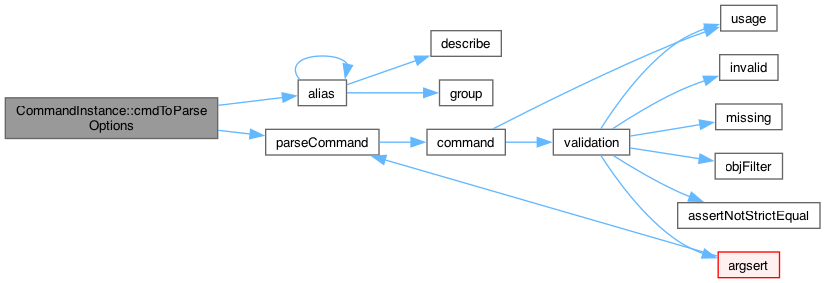 CommandInstance::cmdToParse
Options
alias
describe
group
parseCommand
command
validation
usage
invalid
missing
objFilter
assertNotStrictEqual
argsert